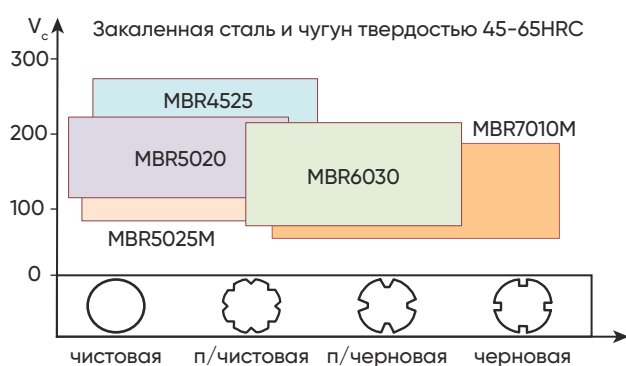 V_c
Закаленная сталь и чугун твердостью 45-65HRC
300
MBR4525
200
MBR7010M
MBR5020
MBR6030
100
MBR5025M
0
чистовая
п/чистовая
п/черновая
черновая